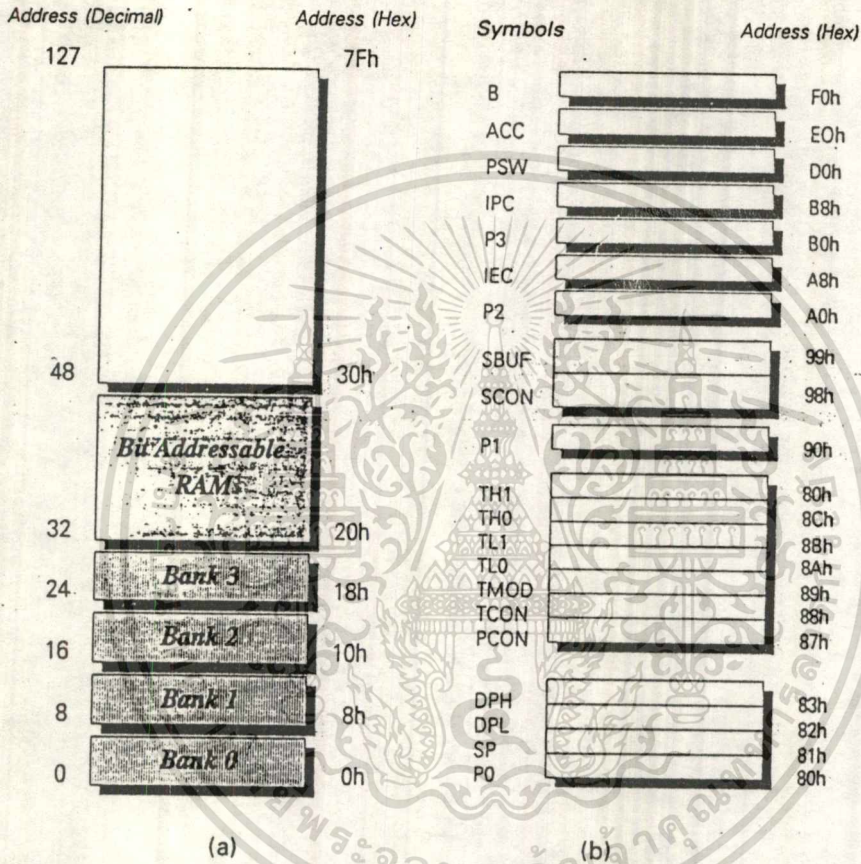 Address (Decimal)
Address (Hex)
127
7Fh
48
30h
Bit Addressable
RAMs
32
20h
Bank 3
24
18h
Bank 2
16
10h
Bank 1
8
8h
Bank 0
0
0h
(a)
Symbols
Address (Hex)
B
F0h
ACC
EOh
PSW
D0h
IPC
B8h
P3
B0h
IEC
A8h
P2
A0h
SBUF
99h
SCON
98h
P1
90h
TH1
80h
TH0
8Ch
TL1
8Bh
TL0
8Ah
TMOD
89h
TCON
88h
PCON
87h
DPH
83h
DPL
82h
SP
81h
P0
80h
(b)